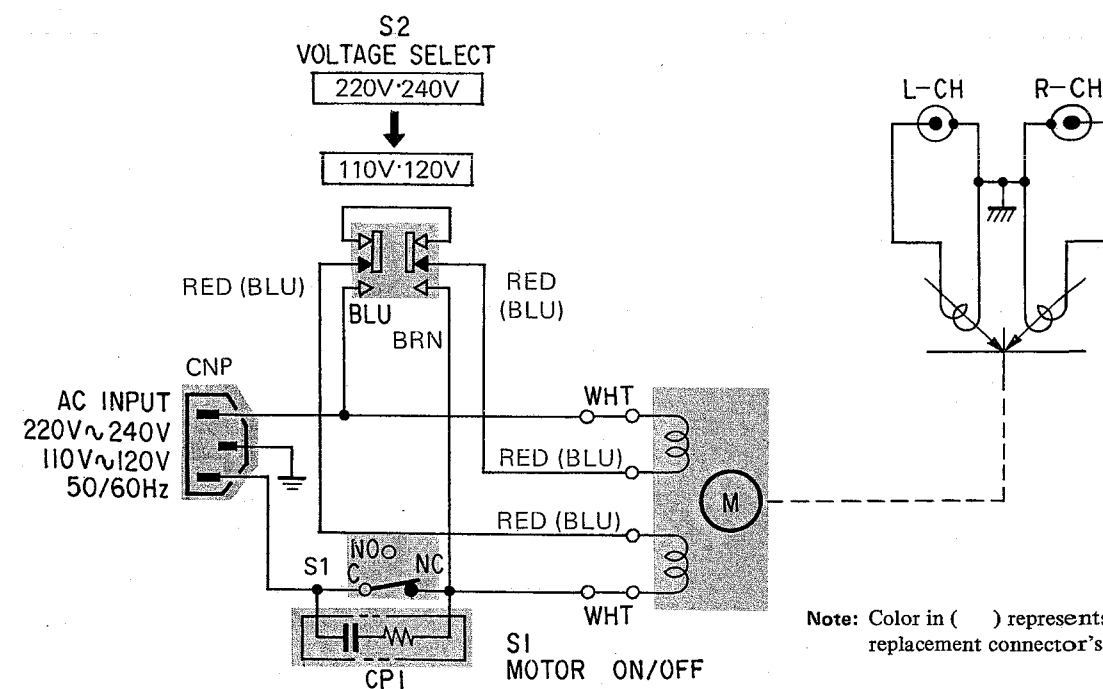 S2
VOLTAGE SELECT
220V·240V
110V·120V
L-CH
R-CH
RED (BLU)
RED
(BLU)
BLU
BRN
CNP
AC INPUT
220V~240V
110V~120V
50/60Hz
WHT
RED (BLU)
M
RED (BLU)
NO
S1
C
NC
WHT
CP1
S1
MOTOR ON/OFF
Note: Color in ( ) represents
replacement connector's